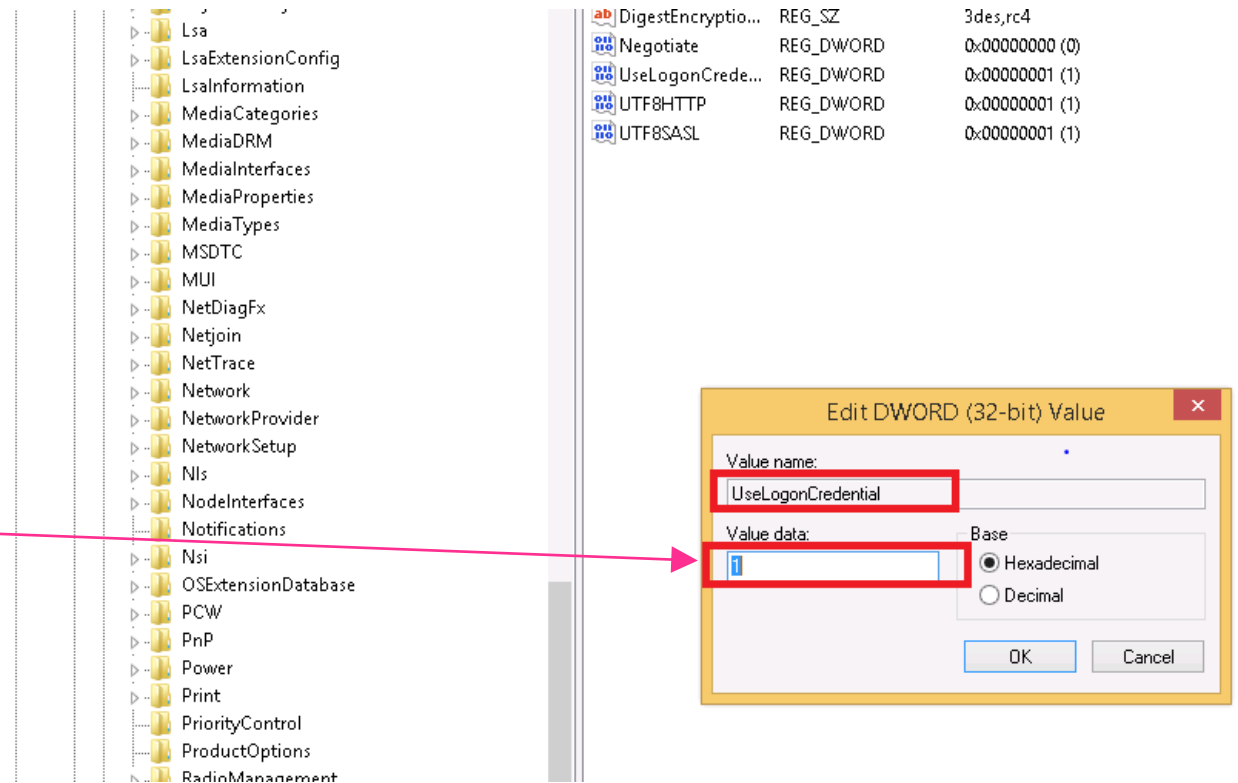 Lsa
LsaExtensionConfig
LsaInformation
MediaCategories
MediaDRM
MediaInterfaces
MediaProperties
MediaTypes
MSDTC
MUI
NetDiagFx
Netjoin
NetTrace
Network
NetworkProvider
NetworkSetup
Nls
NodeInterfaces
Notifications
Nsi
OSExtensionDatabase
PCW
PnP
Power
Print
PriorityControl
ProductOptions
RadioManagement
DigestEncryptio... REG_SZ 3des,rc4
Negotiate REG_DWORD 0x00000000 (0)
UseLogonCrede... REG_DWORD 0x00000001 (1)
UTF8HTTP REG_DWORD 0x00000001 (1)
UTF8SASL REG_DWORD 0x00000001 (1)
Edit DWORD (32-bit) Value
Value name:
UseLogonCredential
Value data:
1
Base
Hexadecimal
Decimal
OK Cancel